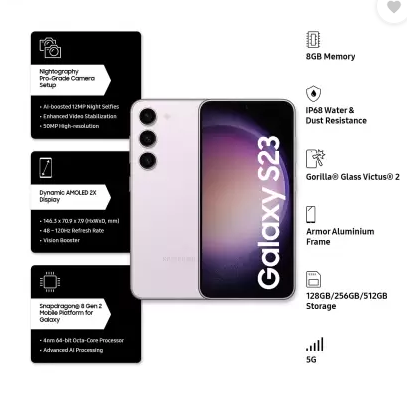 Nightography
Pro-Grade Camera
Setup
• AI-boosted 12MP Night Selfies
• Enhanced Video Stabilization
• 50MP High-resolution
Dynamic AMOLED 2X
Display
• 146.3 x 70.9 x 7.9 (HxWxD, mm)
• 48 – 120Hz Refresh Rate
• Vision Booster
Snapdragon® 8 Gen 2
Mobile Platform for
Galaxy
• 4nm 64-bit Octa-Core Processor
• Advanced AI Processing
SAMSUNG
Galaxy S23
8GB Memory
IP68 Water &
Dust Resistance
Gorilla® Glass Victus® 2
Armor Aluminium
Frame
128GB/256GB/512GB
Storage
5G